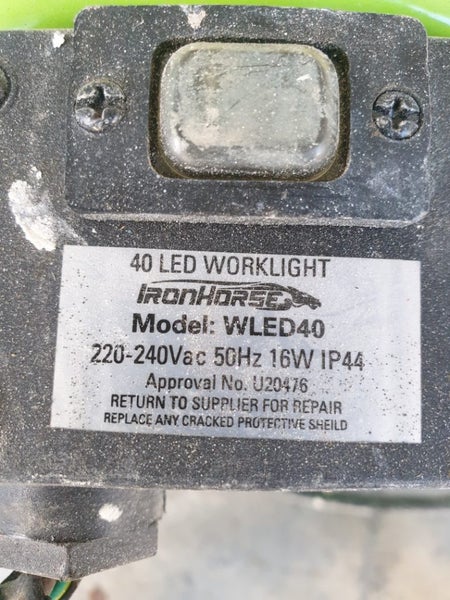 40 LED WORKLIGHT
IRONHORSE
Model: WLED40
220-240Vac 50Hz 16W IP44
Approval No. U20476
RETURN TO SUPPLIER FOR REPAIR
REPLACE ANY CRACKED PROTECTIVE SHEILD